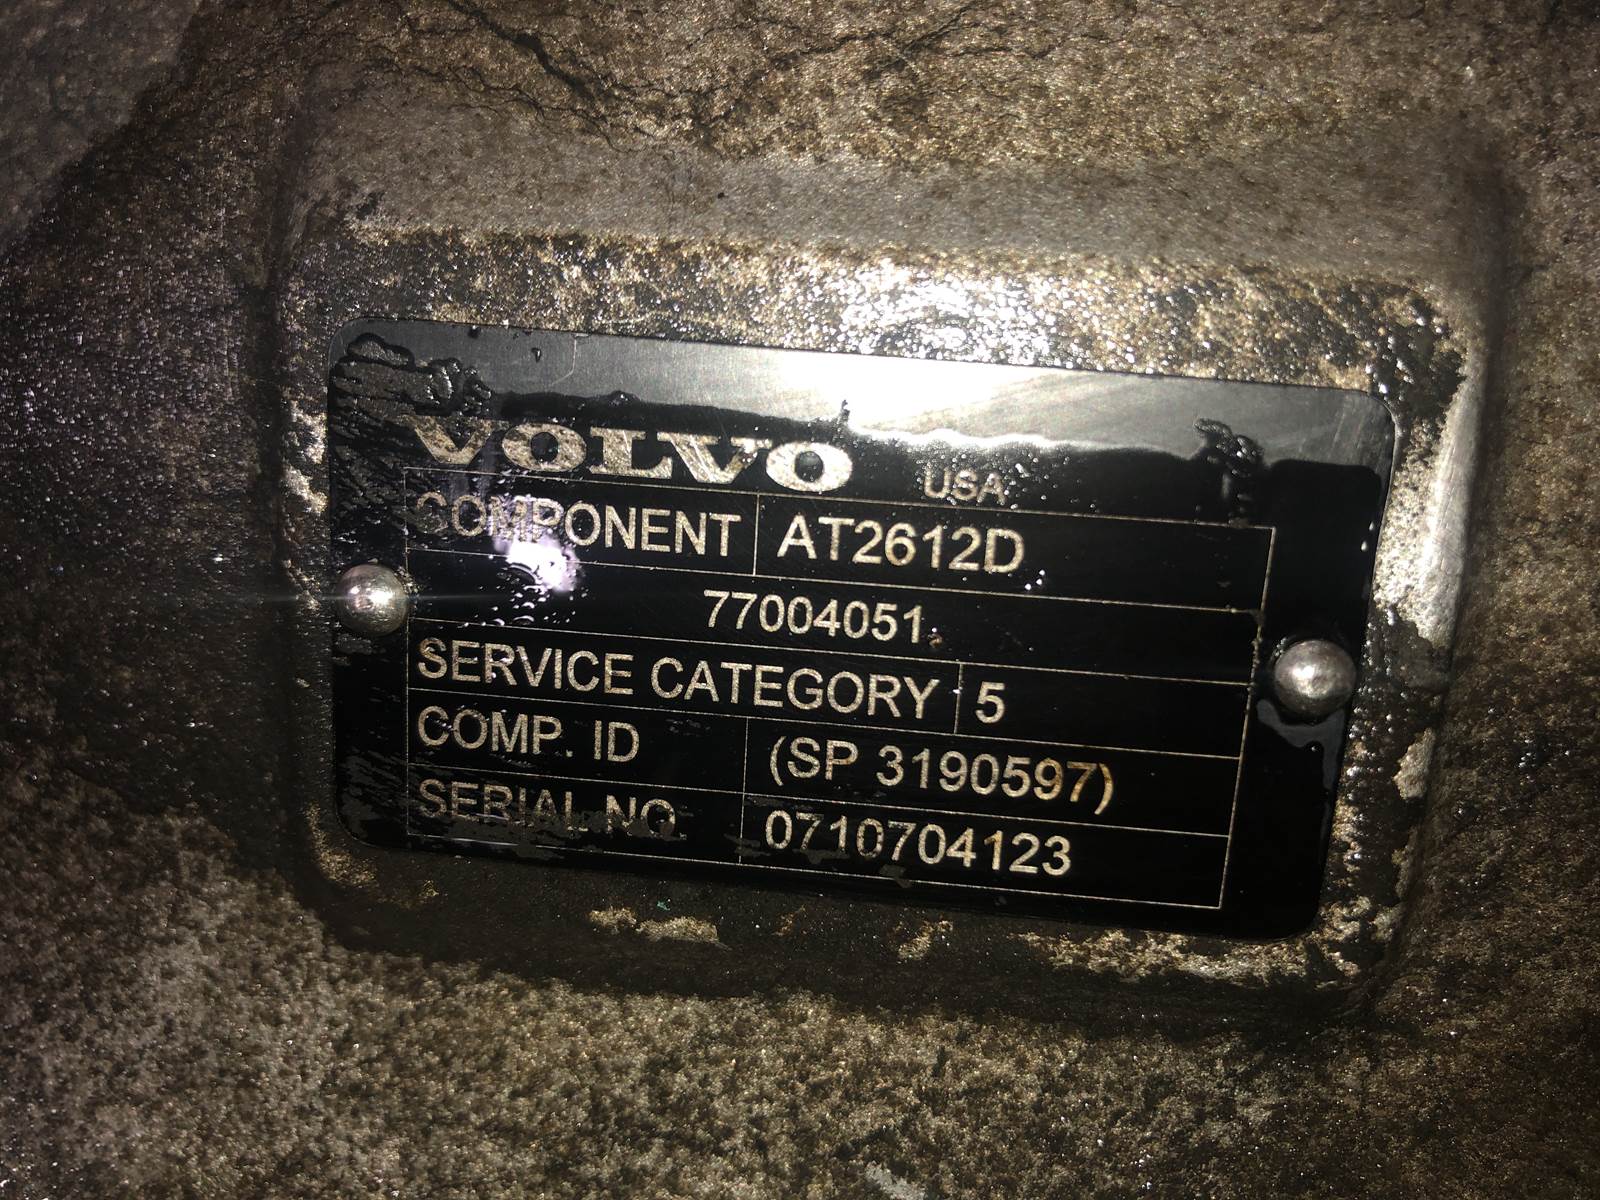 VOLVO USA
COMPONENT AT2612D
77004051
SERVICE CATEGORY 5
COMP. ID (SP 3190597)
SERIAL NO. 0710704123